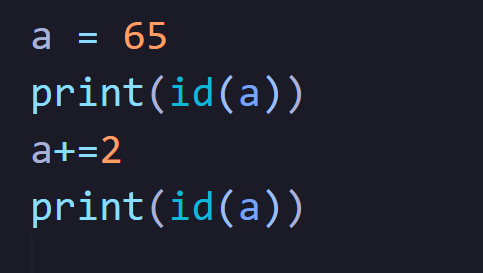 a = 65
print(id(a))
a+=2
print(id(a))